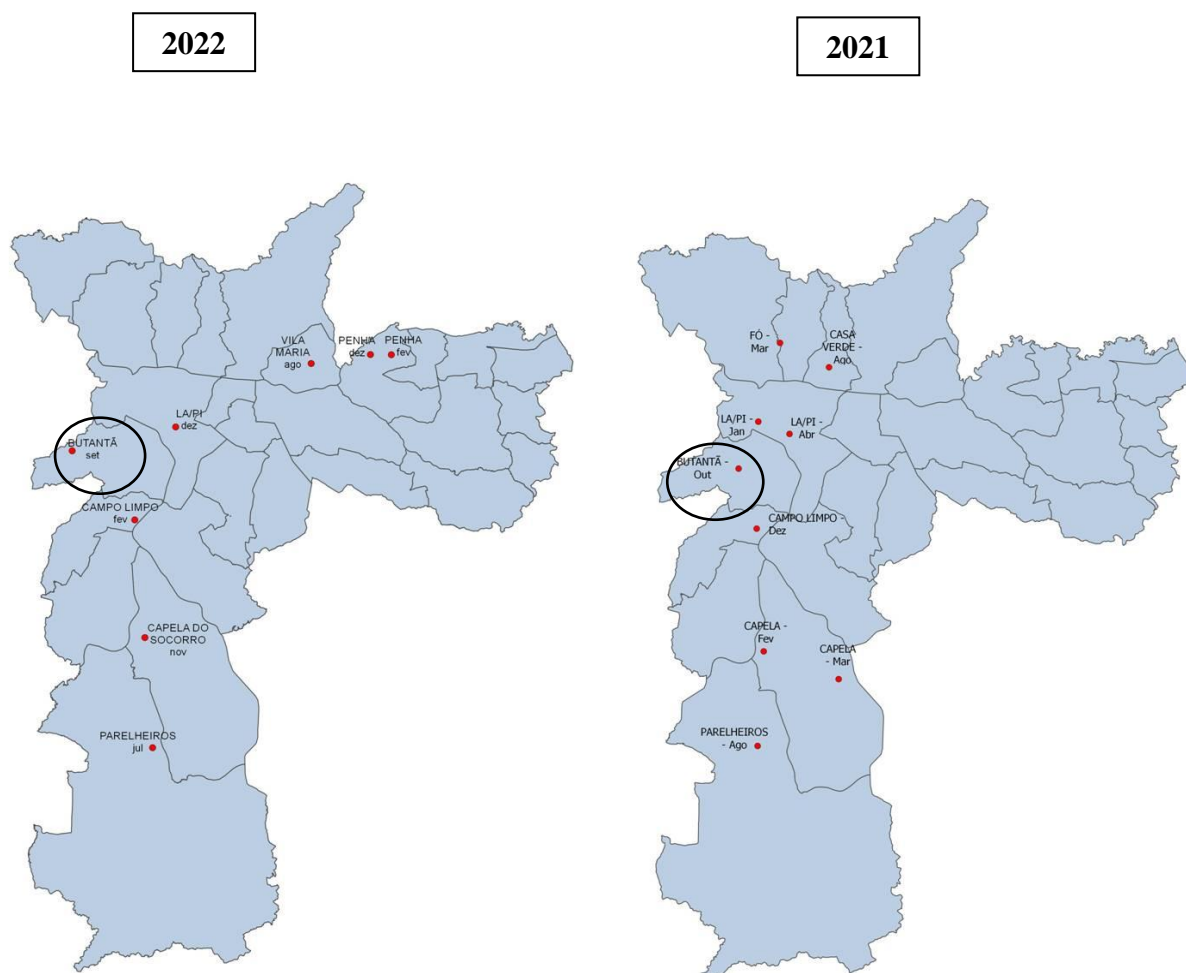 2022
2021
VILA
MARIA
ago
PENHA
dez
PENHA
fev
LA/PI
dez
BUTANTÃ
set
CAMPO LIMPO
fev
CAPELA DO
SOCORRO
nov
PARELHEIROS
jul
FÓ -
Mar
CASA
VERDE -
Ago
LA/PI -
Jan
LA/PI -
Abr
BUTANTÃ -
Out
CAMPO LIMPO -
Dez
CAPELA -
Fev
CAPELA
- Mar
PARELHEIROS
- Ago